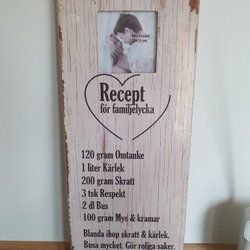 Recept
för familjelycka
120 gram Omtanke
1 liter Kärlek
200 gram Skratt
3 tsk Respekt
2 dl Bus
100 gram Mys & kramar
Blanda ihop skratt & kärlek.
Busa mycket. Gör roliga saker.